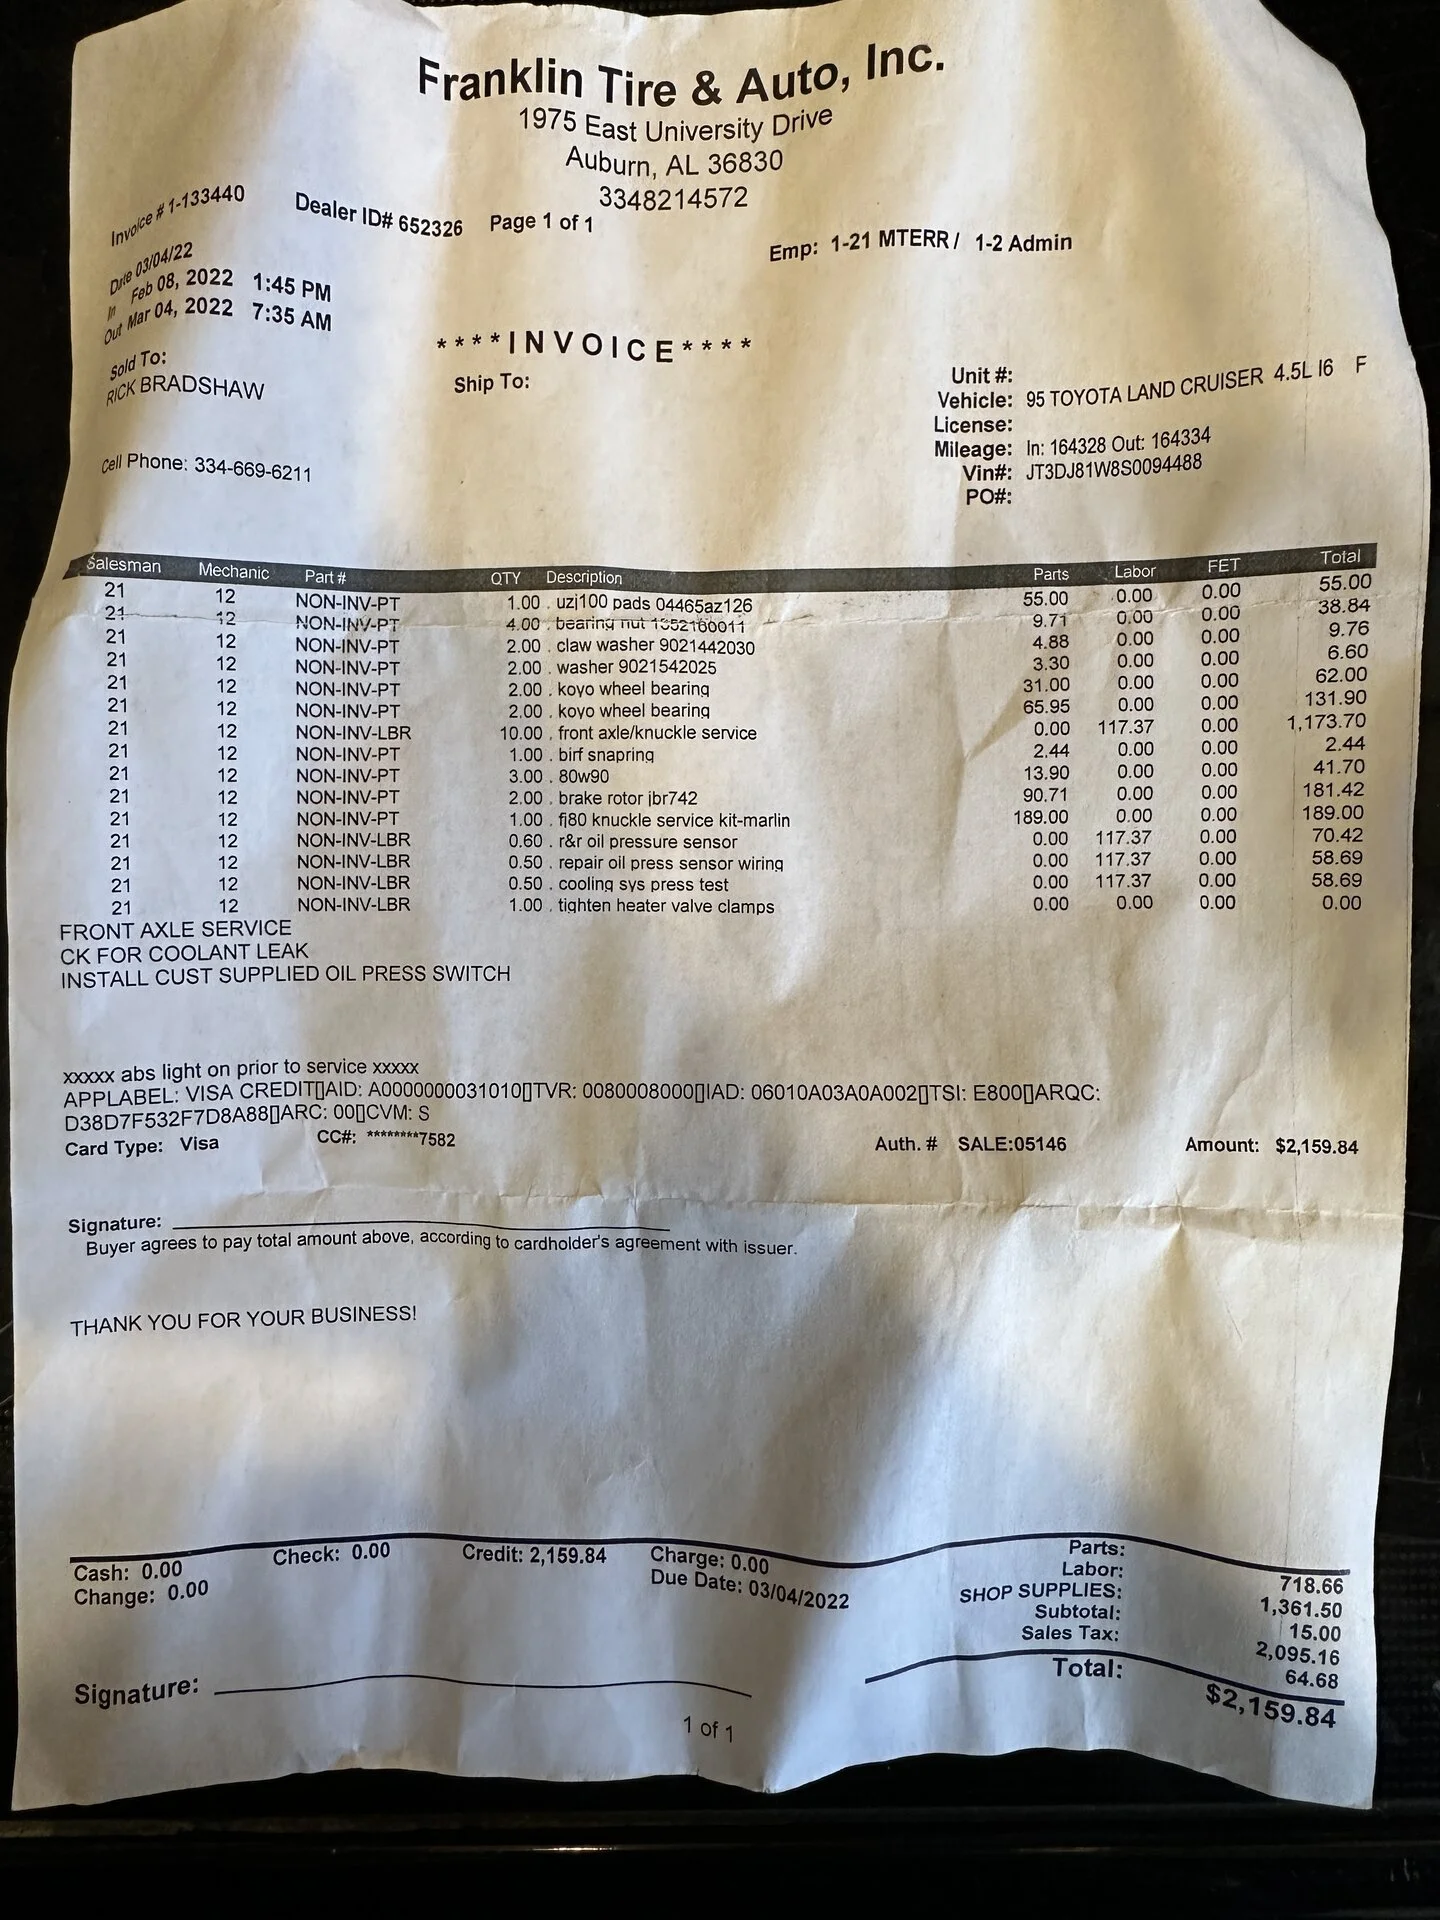 Franklin Tire & Auto, Inc.
1975 East University Drive
Auburn, AL 36830
3348214572
Invoice # 1-133440 Dealer ID# 652326 Page 1 of 1
Emp: 1-21 MTERR / 1-2 Admin
Date 03/04/22
In Feb 08, 2022 1:45 PM
Out Mar 04, 2022 7:35 AM
****INVOICE****
Sold To:
RICK BRADSHAW
Ship To:
Cell Phone: 334-669-6211
Unit #:
Vehicle: 95 TOYOTA LAND CRUISER 4.5L I6 F
License:
Mileage: In: 164328 Out: 164334
Vin#: JT3DJ81W8S0094488
PO#:
Salesman Mechanic Part # QTY Description Parts Labor FET Total
21 12 NON-INV-PT 1.00 . uzj100 pads 04465az126 55.00 0.00 0.00 55.00
21 12 NON-INV-PT 4.00 . bearing nut 1352160011 9.71 0.00 0.00 38.84
21 12 NON-INV-PT 2.00 . claw washer 9021442030 4.88 0.00 0.00 9.76
21 12 NON-INV-PT 2.00 . washer 9021542025 3.30 0.00 0.00 6.60
21 12 NON-INV-PT 2.00 . koyo wheel bearing 31.00 0.00 0.00 62.00
21 12 NON-INV-PT 2.00 . koyo wheel bearing 65.95 0.00 0.00 131.90
21 12 NON-INV-LBR 10.00 . front axle/knuckle service 0.00 117.37 0.00 1,173.70
21 12 NON-INV-PT 1.00 . birf snapring 2.44 0.00 0.00 2.44
21 12 NON-INV-PT 3.00 . 80w90 13.90 0.00 0.00 41.70
21 12 NON-INV-PT 2.00 . brake rotor jbr742 90.71 0.00 0.00 181.42
21 12 NON-INV-PT 1.00 . fj80 knuckle service kit-marlin 189.00 0.00 0.00 189.00
21 12 NON-INV-LBR 0.60 . r&r oil pressure sensor 0.00 117.37 0.00 70.42
21 12 NON-INV-LBR 0.50 . repair oil press sensor wiring 0.00 117.37 0.00 58.69
21 12 NON-INV-LBR 0.50 . cooling sys press test 0.00 117.37 0.00 58.69
21 12 NON-INV-LBR 1.00 . tighten heater valve clamps 0.00 0.00 0.00 0.00
FRONT AXLE SERVICE
CK FOR COOLANT LEAK
INSTALL CUST SUPPLIED OIL PRESS SWITCH
xxxxx abs light on prior to service xxxxx
APPLABEL: VISA CREDIT▯AID: A0000000031010▯TVR: 0080008000▯IAD: 06010A03A0A002▯TSI: E800▯ARQC:
D38D7F532F7D8A88▯ARC: 00▯CVM: S
Card Type: Visa CC#: ********7582 Auth. # SALE:05146 Amount: $2,159.84
Signature:
Buyer agrees to pay total amount above, according to cardholder's agreement with issuer.
THANK YOU FOR YOUR BUSINESS!
Cash: 0.00 Check: 0.00 Credit: 2,159.84 Charge: 0.00
Change: 0.00 Due Date: 03/04/2022
Parts: 718.66
Labor: 1,361.50
SHOP SUPPLIES: 15.00
Subtotal: 2,095.16
Sales Tax: 64.68
Total: $2,159.84
Signature:
1 of 1